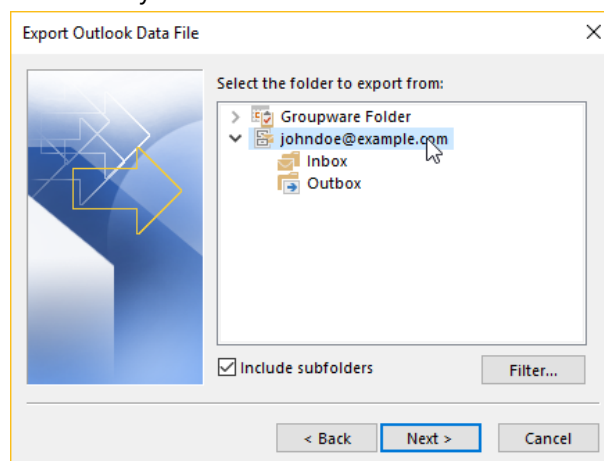 Export Outlook Data File
Select the folder to export from:
Groupware Folder
johndoe@example.com
Inbox
Outbox
Include subfolders
Filter...
< Back Next > Cancel